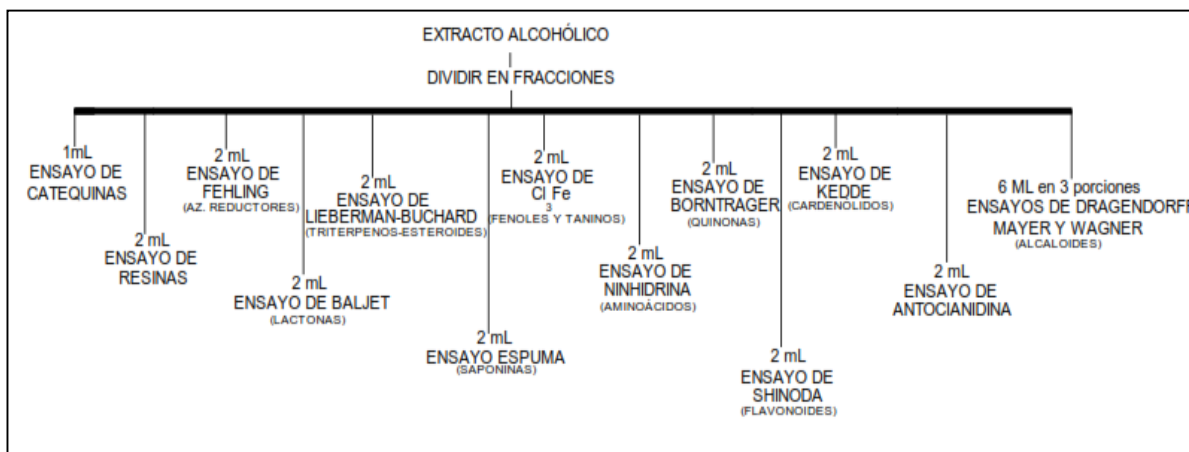 EXTRACTO ALCOHÓLICO
DIVIDIR EN FRACCIONES
1mL
ENSAYO DE
CATEQUINAS
2 mL
ENSAYO DE
RESINAS
2 mL
ENSAYO DE
FEHLING
(AZ. REDUCTORES)
2 mL
ENSAYO DE BALJET
(LACTONAS)
2 mL
ENSAYO DE
LIEBERMAN-BUCHARD
(TRITERPENOS-ESTEROIDES)
2 mL
ENSAYO ESPUMA
(SAPONINAS)
2 mL
ENSAYO DE
Cl Fe
3
(FENOLES Y TANINOS)
2 mL
ENSAYO DE
NINHIDRINA
(AMINOÁCIDOS)
2 mL
ENSAYO DE
BORNTRAGER
(QUINONAS)
2 mL
ENSAYO DE
SHINODA
(FLAVONOIDES)
2 mL
ENSAYO DE
KEDDE
(CARDENÓLIDOS)
2 mL
ENSAYO DE
ANTOCIANIDINA
6 ML en 3 porciones
ENSAYOS DE DRAGENDORFF
MAYER Y WAGNER
(ALCALOIDES)